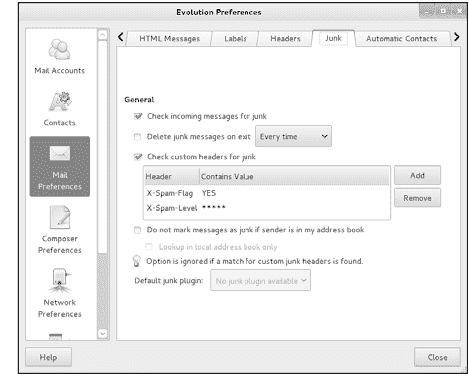 Evolution Preferences
HTML Messages
Labels
Headers
Junk
Automatic Contacts
Mail Accounts
Contacts
Mail
Preferences
Composer
Preferences
Network
Preferences
General
Check incoming messages for junk
Delete junk messages on exit
Every time
Check custom headers for junk
Header
Contains Value
X-Spam-Flag YES
X-Spam-Level *****
Add
Remove
Do not mark messages as junk if sender is in my address book
Lookup in local address book only
Option is ignored if a match for custom junk headers is found.
Default junk plugin:
No junk plugin available
Help
Close